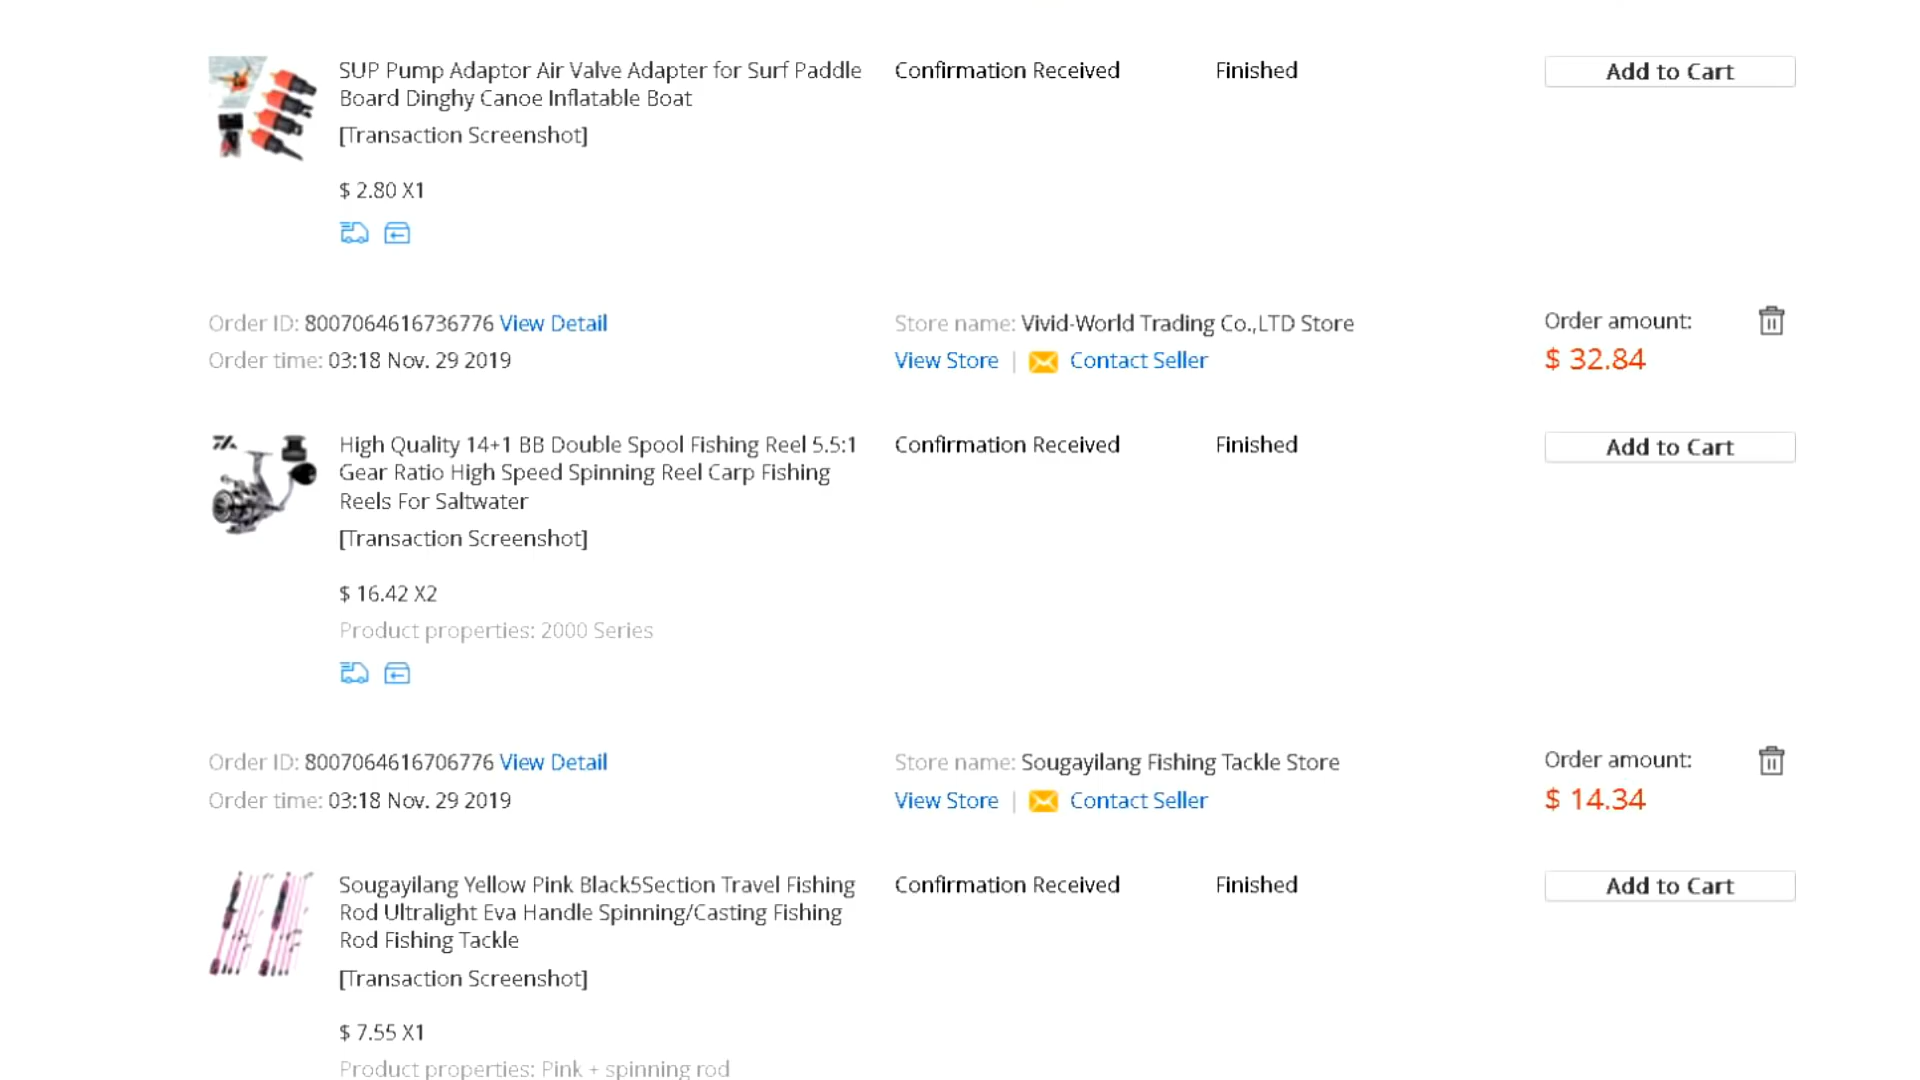 SUP Pump Adaptor Air Valve Adapter for Surf Paddle
Board Dinghy Canoe Inflatable Boat
[Transaction Screenshot]
$ 2.80 X1
Confirmation Received
Finished
Add to Cart
Order ID: 8007064616736776 View Detail
Order time: 03:18 Nov. 29 2019
Store name: Vivid-World Trading Co.,LTD Store
View Store | Contact Seller
Order amount:
$ 32.84
High Quality 14+1 BB Double Spool Fishing Reel 5.5:1
Gear Ratio High Speed Spinning Reel Carp Fishing
Reels For Saltwater
[Transaction Screenshot]
$ 16.42 X2
Product properties: 2000 Series
Confirmation Received
Finished
Add to Cart
Order ID: 8007064616706776 View Detail
Order time: 03:18 Nov. 29 2019
Store name: Sougayilang Fishing Tackle Store
View Store | Contact Seller
Order amount:
$ 14.34
Sougayilang Yellow Pink Black5Section Travel Fishing
Rod Ultralight Eva Handle Spinning/Casting Fishing
Rod Fishing Tackle
[Transaction Screenshot]
$ 7.55 X1
Product properties: Pink + spinning rod
Confirmation Received
Finished
Add to Cart